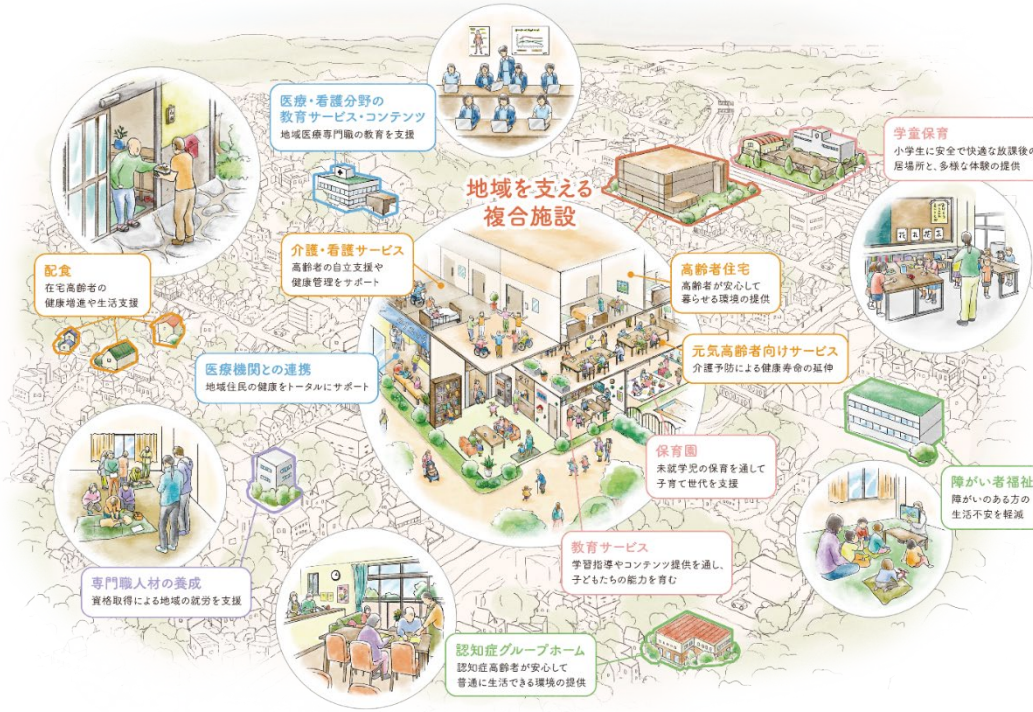 医療・看護分野の
教育サービス・コンテンツ
地域医療専門職の教育を支援
学童保育
小学生に安全で快適な放課後の
居場所と、多様な体験の提供
地域を支える
複合施設
配食
在宅高齢者の
健康増進や生活支援
介護・看護サービス
高齢者の自立支援や
健康管理をサポート
高齢者住宅
高齢者が安心して
暮らせる環境の提供
医療機関との連携
地域住民の健康をトータルにサポート
元気高齢者向けサービス
介護予防による健康寿命の延伸
保育園
未就学児の保育を通して
子育て世代を支援
障がい者福祉
障がいのある方の
生活不安を軽減
専門職人材の養成
資格取得による地域の就労を支援
教育サービス
学習指導やコンテンツ提供を通し、
子どもたちの能力を育む
認知症グループホーム
認知症高齢者が安心して
普通に生活できる環境の提供